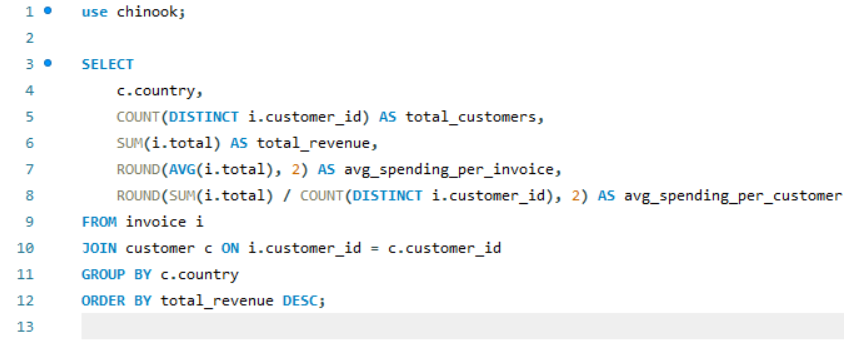 1 use chinook;
2
3 SELECT
4 c.country,
5 COUNT(DISTINCT i.customer_id) AS total_customers,
6 SUM(i.total) AS total_revenue,
7 ROUND(AVG(i.total), 2) AS avg_spending_per_invoice,
8 ROUND(SUM(i.total) / COUNT(DISTINCT i.customer_id), 2) AS avg_spending_per_customer
9 FROM invoice i
10 JOIN customer c ON i.customer_id = c.customer_id
11 GROUP BY c.country
12 ORDER BY total_revenue DESC;
13